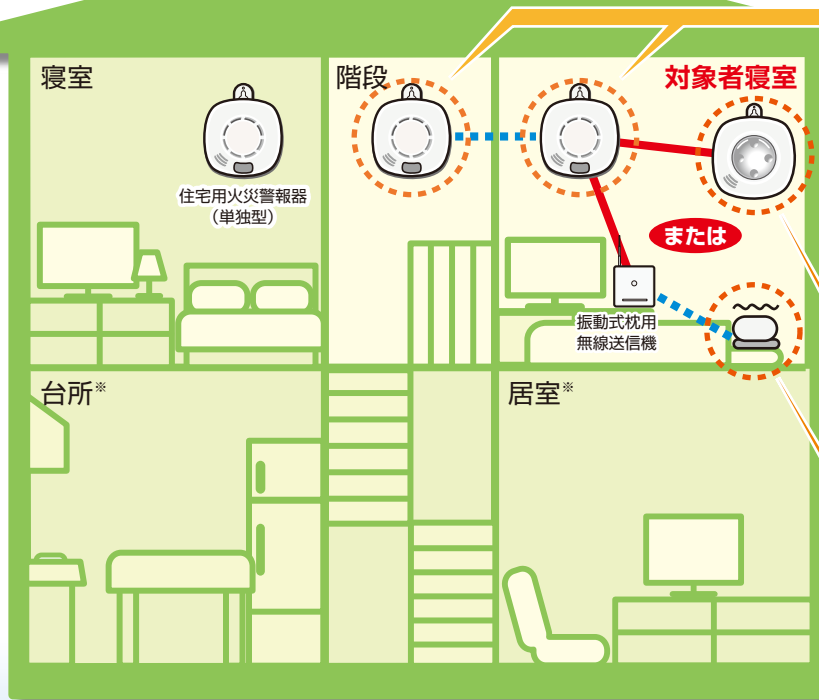 寝室
階段
対象者寝室
住宅用火災警報器
（単独型）
または
振動式枕用
無線送信機
台所※
居室※